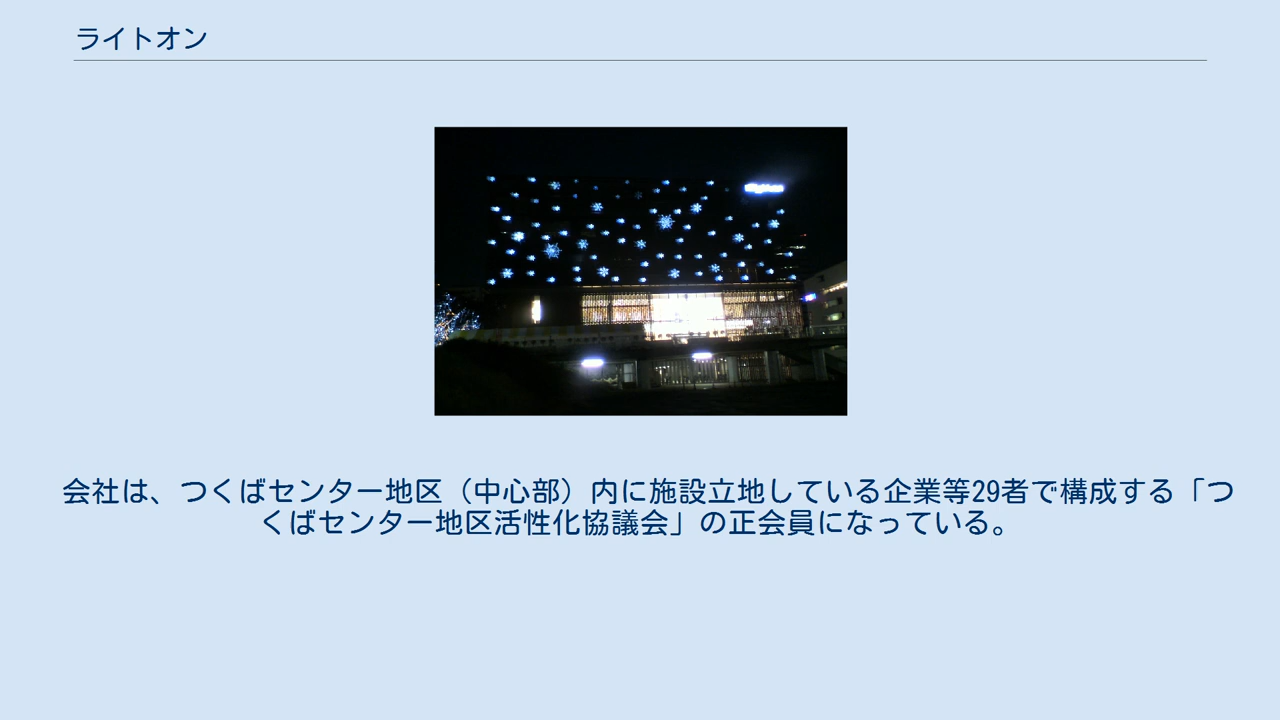 ライトオン
会社は、つくばセンター地区（中心部）内に施設立地している企業等29者で構成する「つ
くばセンター地区活性化協議会」の正会員になっている。